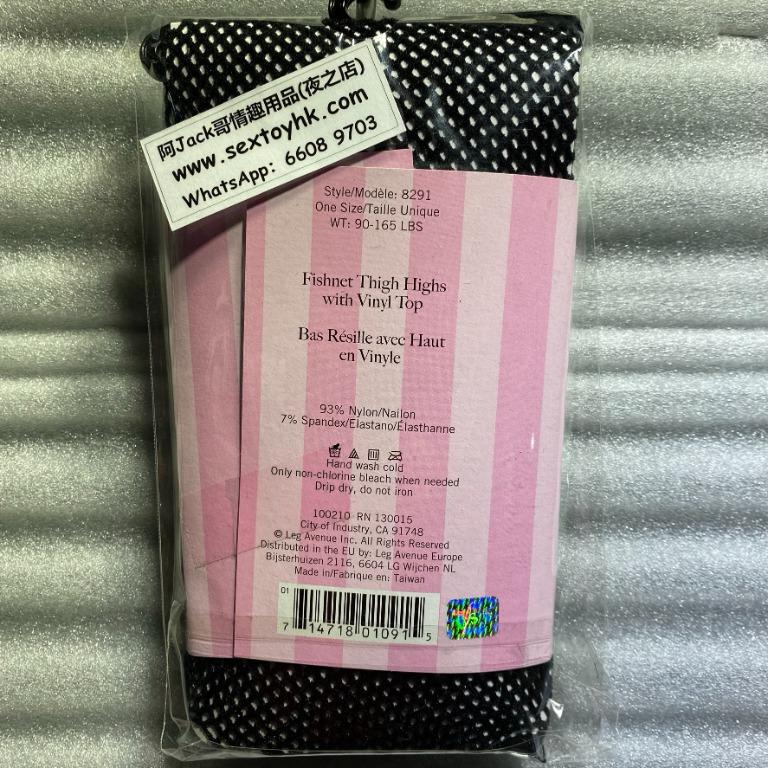 阿Jack哥情趣用品(夜之店)
www.sextoyhk.com
WhatsApp: 6608 9703
Style/Modèle: 8291
One Size/Taille Unique
WT: 90-165 LBS
Fishnet Thigh Highs
with Vinyl Top
Bas Résille avec Haut
en Vinyle
93% Nylon/Nailon
7% Spandex/Elastano/Élasthanne
Hand wash cold
Only non-chlorine bleach when needed
Drip dry, do not iron
100210 RN 130015
City of Industry, CA 91748
© Leg Avenue Inc. All Rights Reserved
Distributed in the EU by: Leg Avenue Europe
Bijsterhuizen 2116, 6604 LG Wijchen NL
Made in/Fabrique en: Taiwan
01
7 14718 01091 5